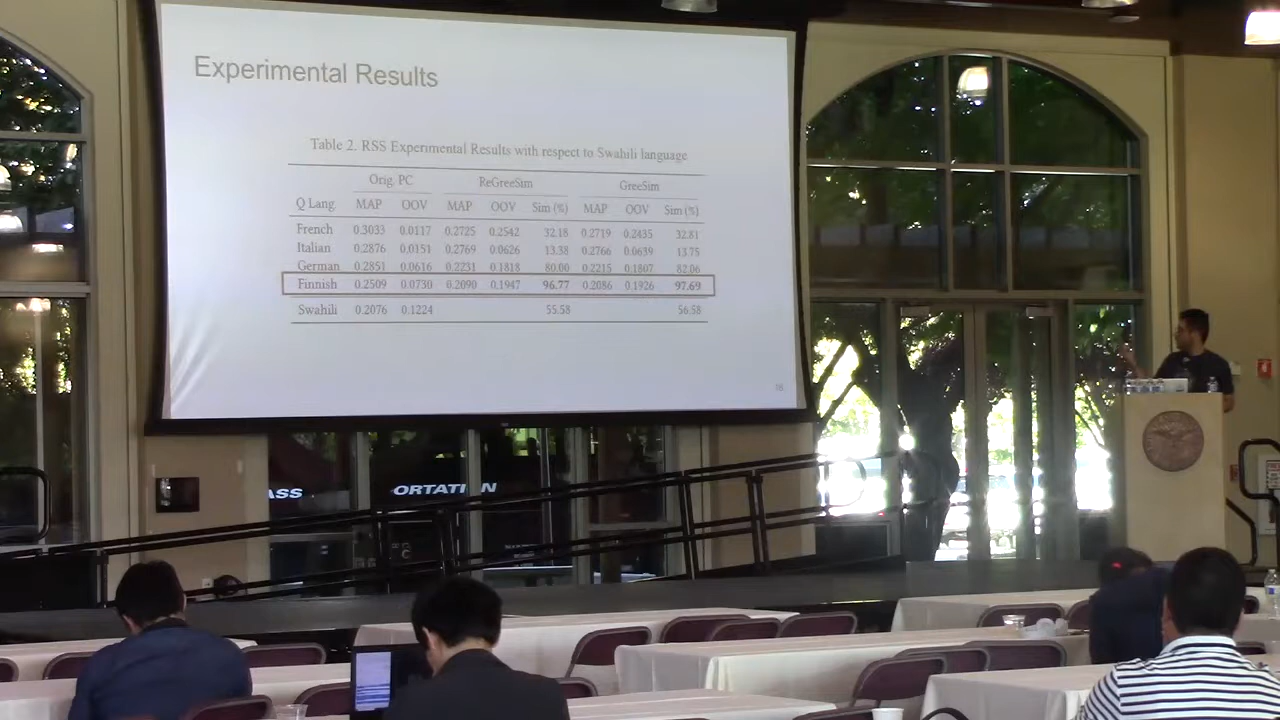 Experimental Results
Table 2. RSS Experimental Results with respect to Swahili language
Orig. PC ReGreeSim GreeSim
Q Lang. MAP OOV MAP OOV Sim (%) MAP OOV Sim (%)
French 0.3033 0.0117 0.2725 0.2542 32.18 0.2719 0.2435 32.81
Italian 0.2876 0.0151 0.2769 0.0626 13.38 0.2766 0.0639 13.75
German 0.2851 0.0616 0.2231 0.1818 80.00 0.2215 0.1807 82.06
Finnish 0.2509 0.0730 0.2090 0.1947 96.77 0.2086 0.1926 97.69
Swahili 0.2076 0.1224 55.58 56.58
ASS
ORTATION